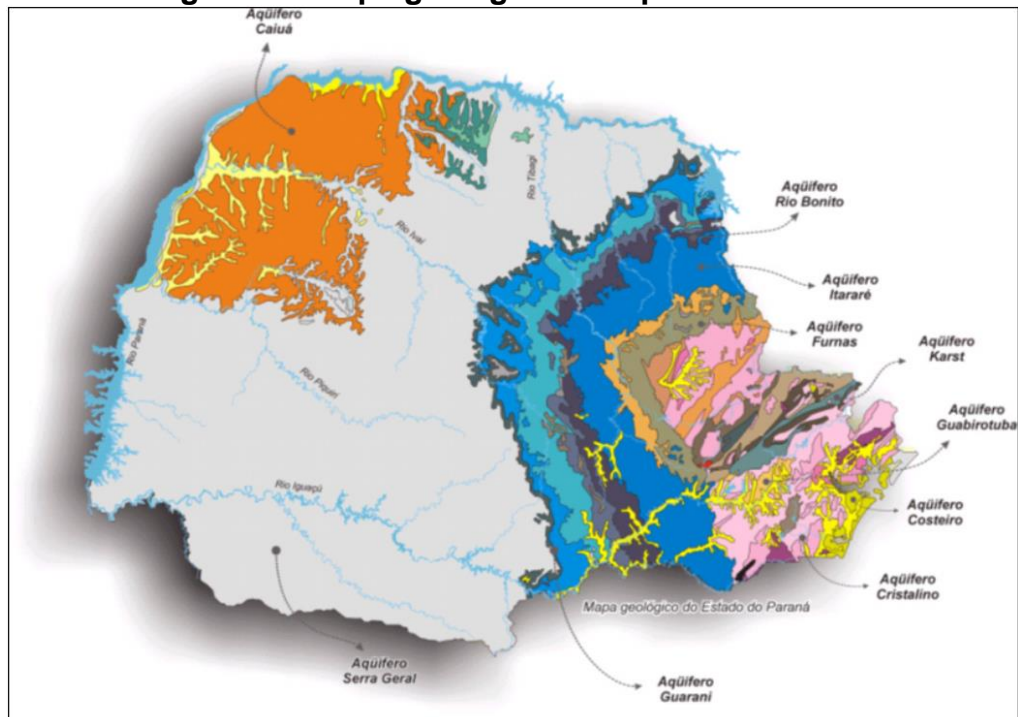 Aqüífero
Caiuá
Rio Tibagi
Aqüífero
Rio Bonito
Rio Ivaí
Aqüífero
Itararé
Aqüífero
Furnas
Rio Paraná
Aqüífero
Karst
Rio Piquiri
Aqüífero
Guabirotuba
Rio Iguaçú
Aqüífero
Costeiro
Aqüífero
Cristalino
Mapa geológico do Estado do Paraná
Aqüífero
Serra Geral
Aqüífero
Guarani